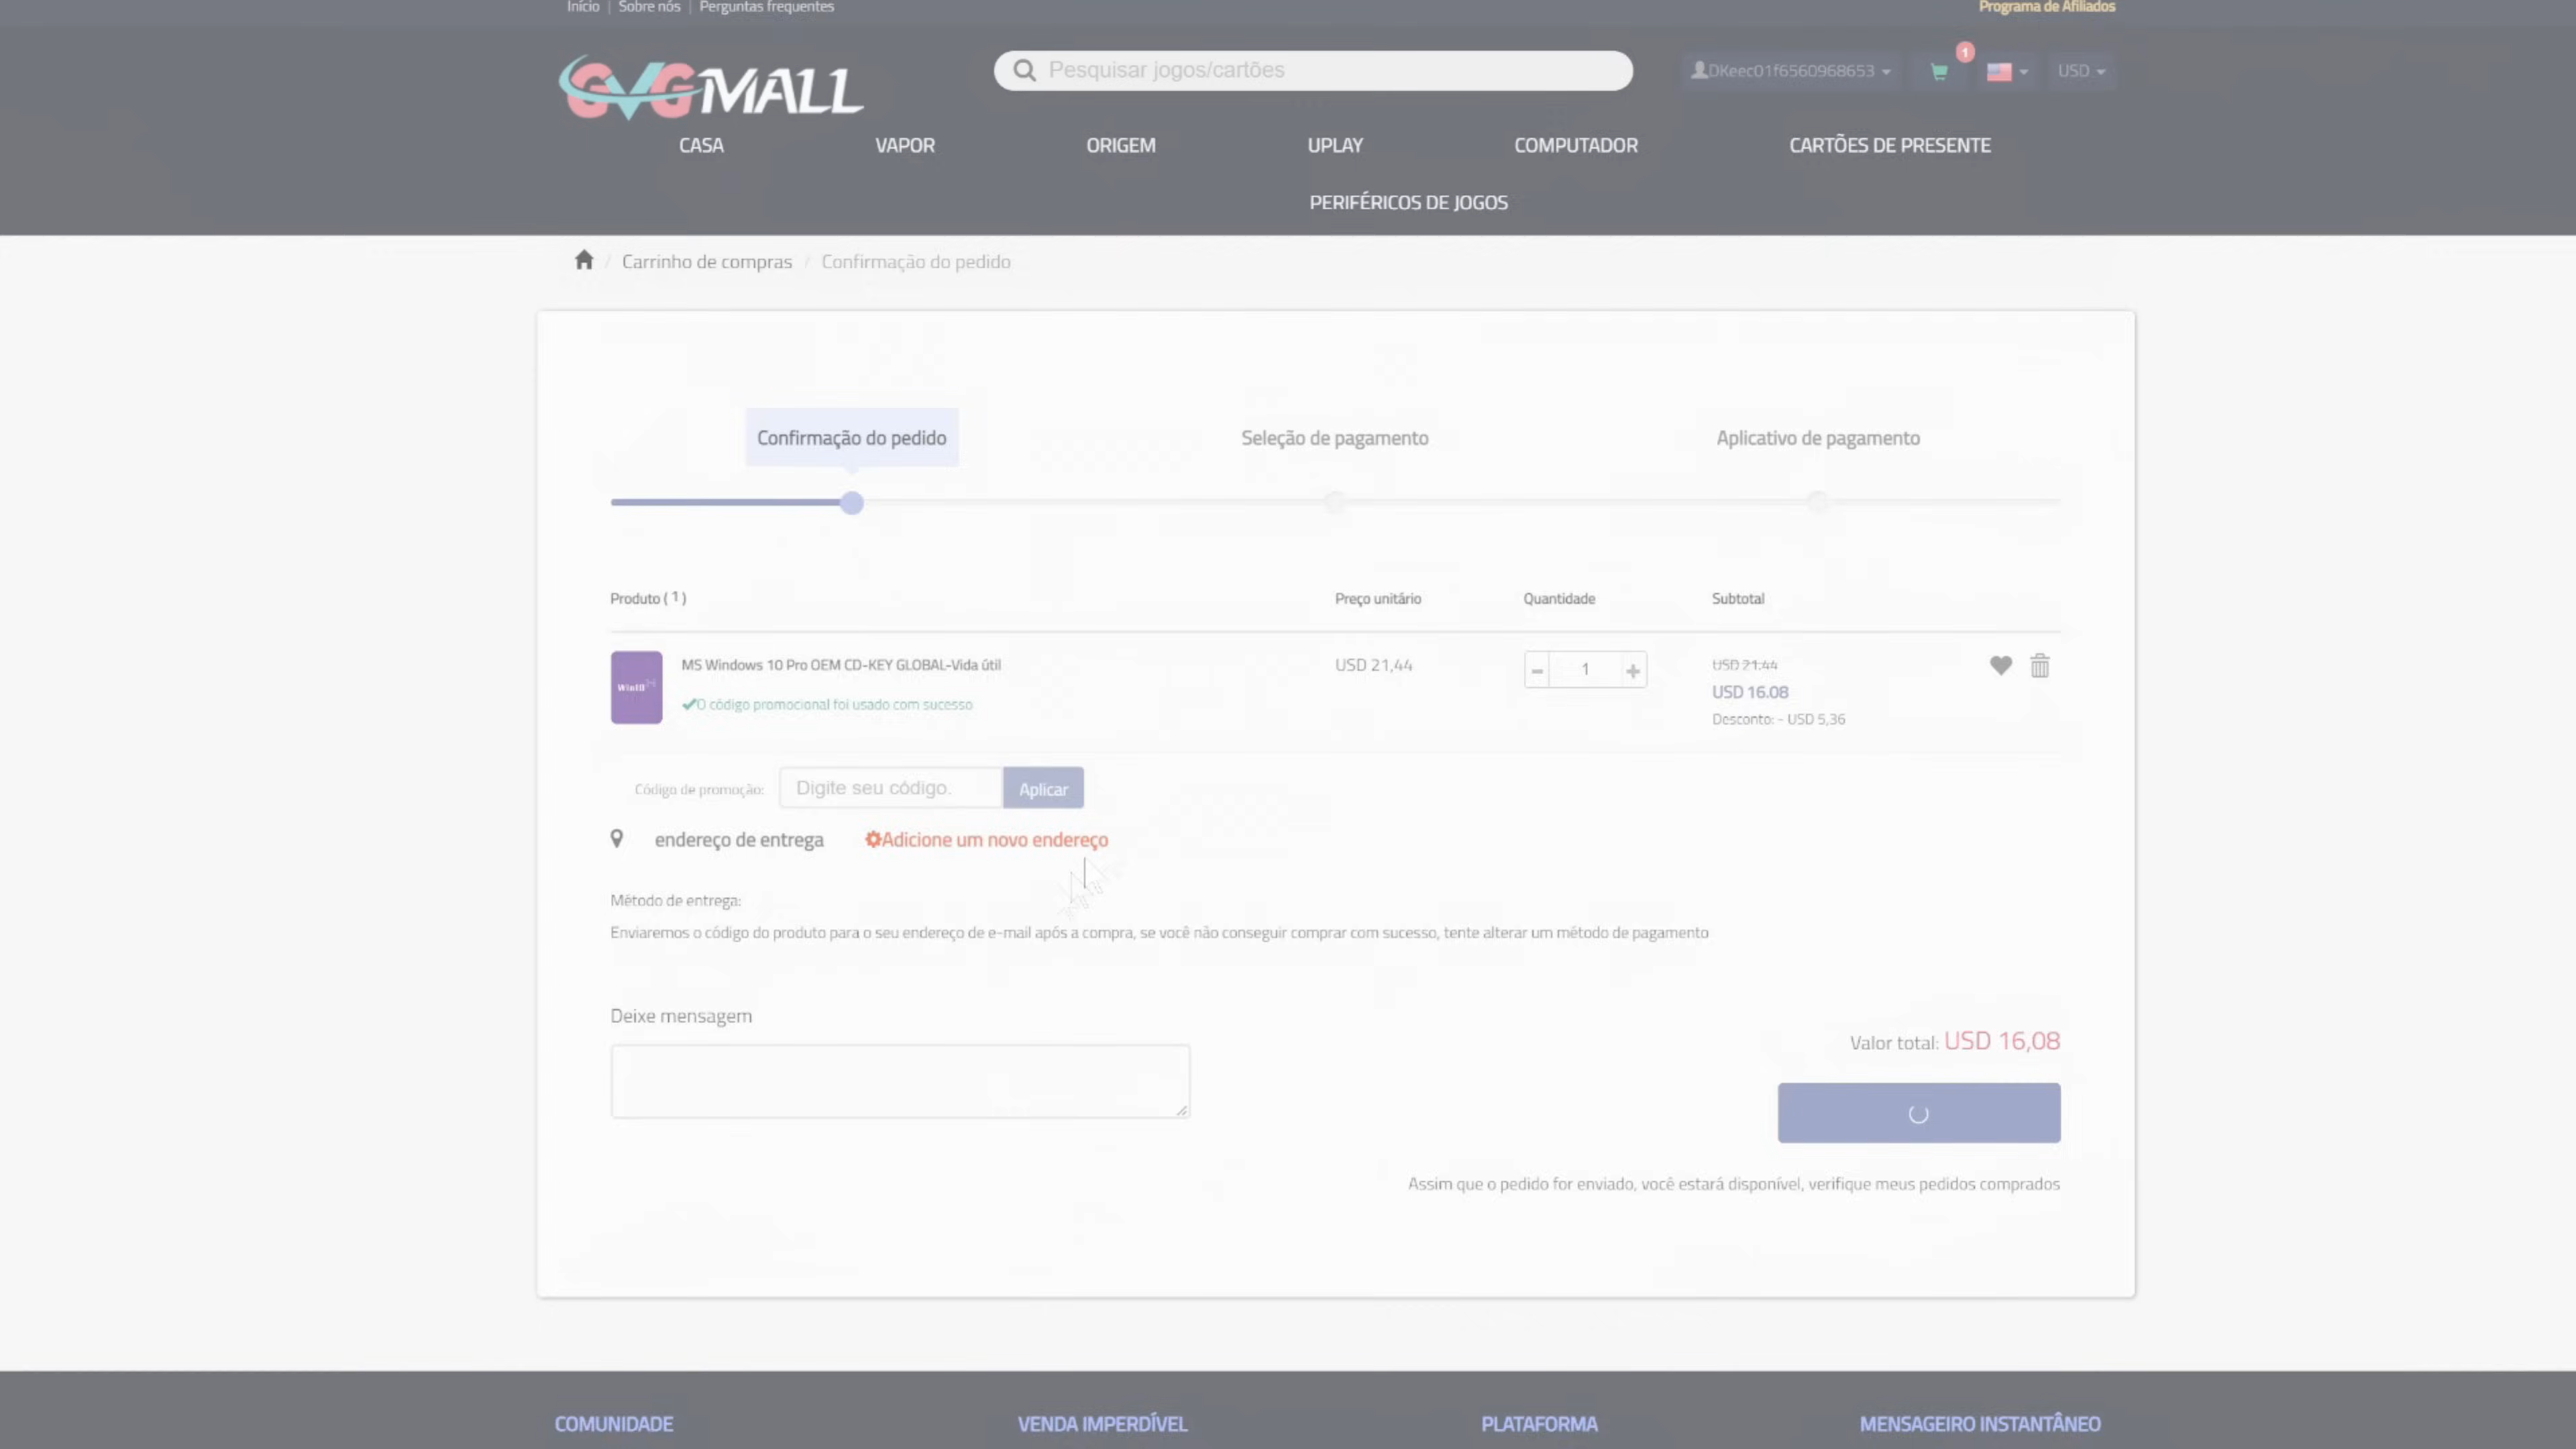 Início | Sobre nós | Perguntas frequentes
Programa de Afiliados
GVGMALL
Pesquisar jogos/cartões
DKeec01f6560968653
1
USD
CASA
VAPOR
ORIGEM
UPLAY
COMPUTADOR
CARTÕES DE PRESENTE
PERIFÉRICOS DE JOGOS
/ Carrinho de compras / Confirmação do pedido
Confirmação do pedido
Seleção de pagamento
Aplicativo de pagamento
Produto ( 1 )
Preço unitário
Quantidade
Subtotal
Win10
MS Windows 10 Pro OEM CD-KEY GLOBAL-Vida útil
USD 21,44
- 1 +
USD 21.44
O código promocional foi usado com sucesso
USD 16.08
Desconto: - USD 5,36
Código de promoção:
Digite seu código.
Aplicar
endereço de entrega
Adicione um novo endereço
Método de entrega:
Enviaremos o código do produto para o seu endereço de e-mail após a compra, se você não conseguir comprar com sucesso, tente alterar um método de pagamento
Deixe mensagem
Valor total: USD 16,08
Assim que o pedido for enviado, você estará disponível, verifique meus pedidos comprados
COMUNIDADE
VENDA IMPERDÍVEL
PLATAFORMA
MENSAGEIRO INSTANTÂNEO